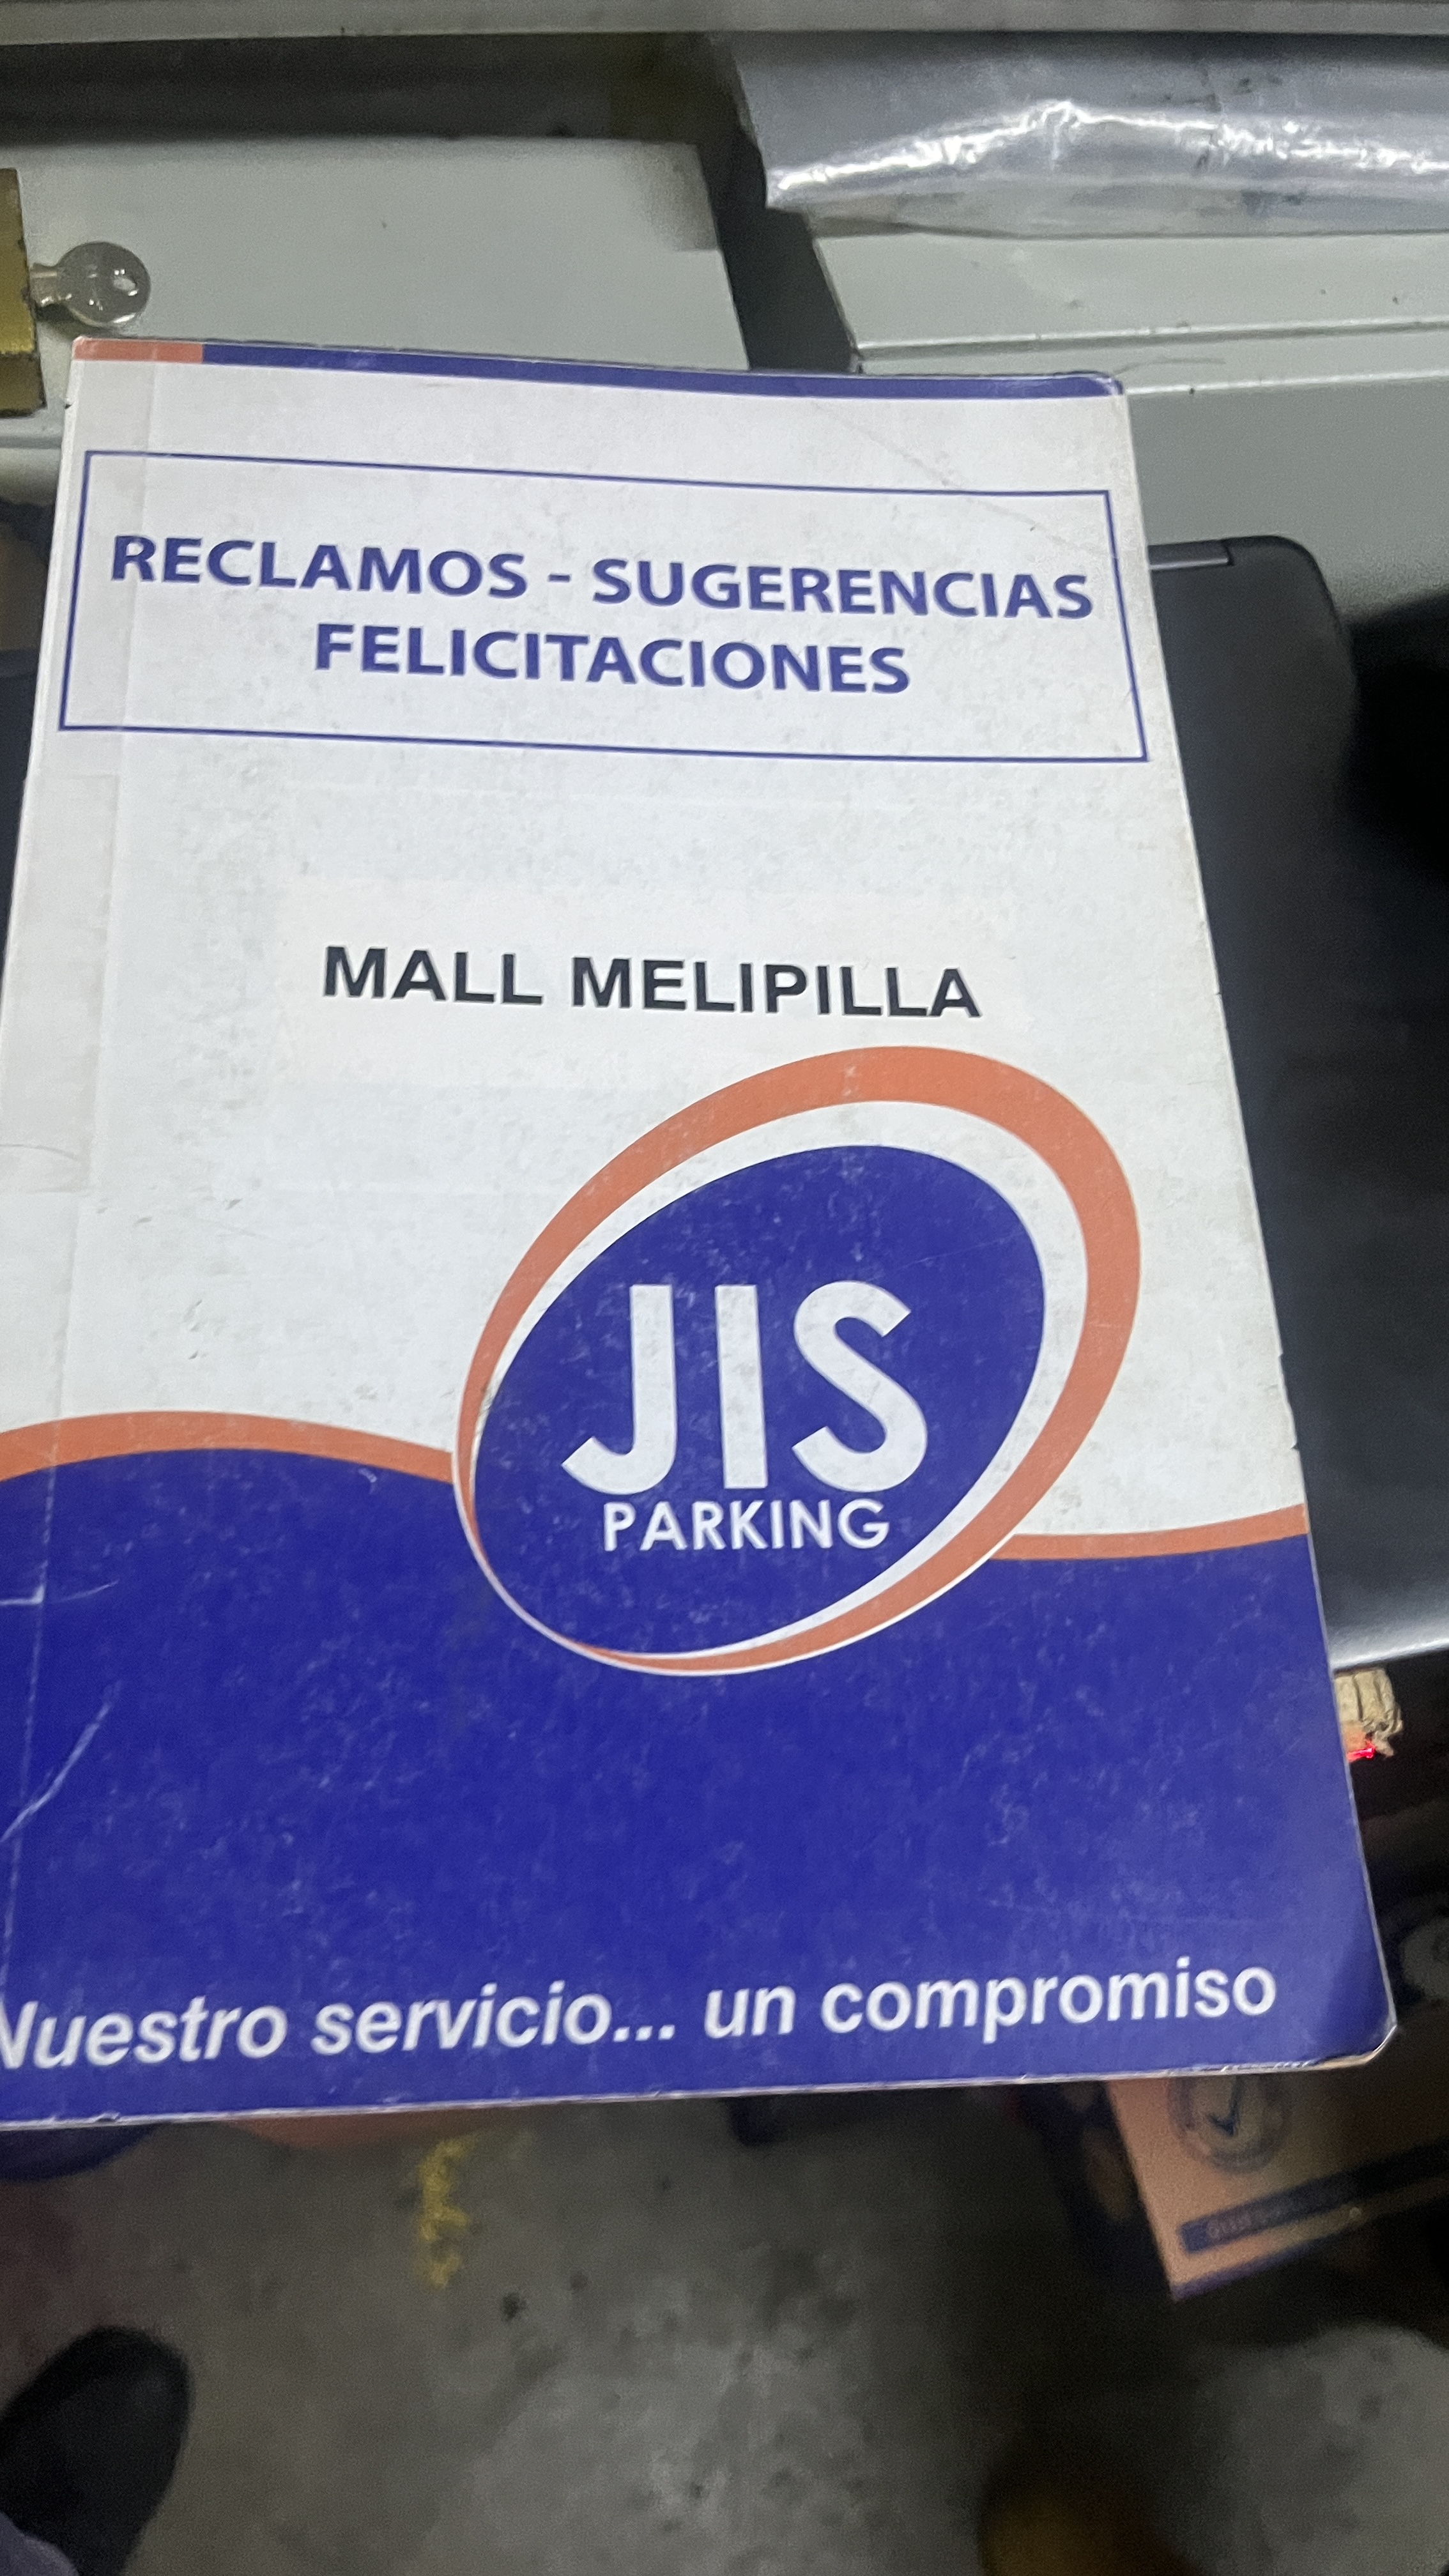 RECLAMOS - SUGERENCIAS
FELICITACIONES
MALL MELIPILLA
JIS
PARKING
Nuestro servicio... un compromiso